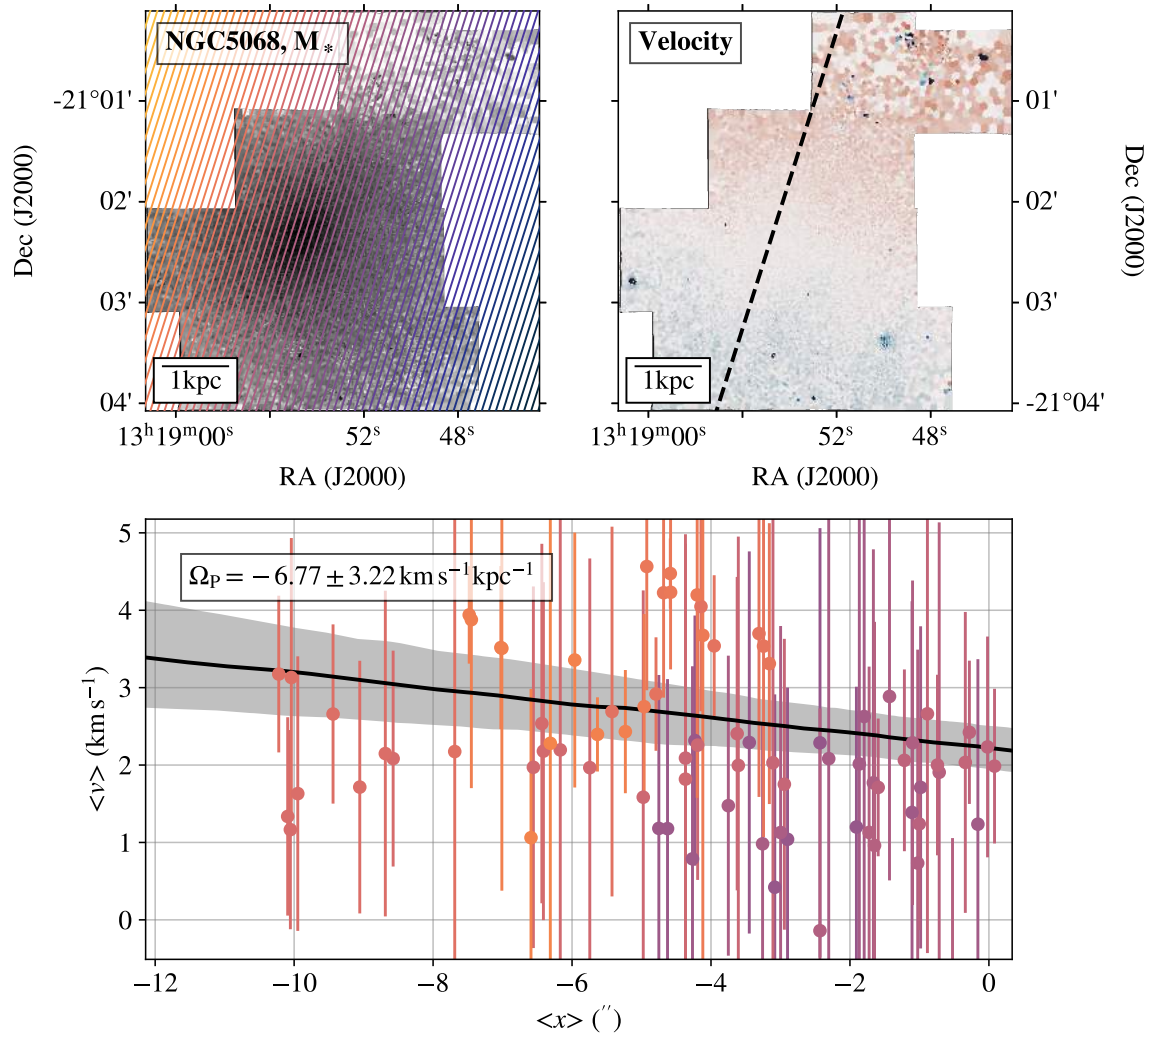 NGC5068, M*
Velocity
-21°01'
02'
03'
04'
Dec (J2000)
1kpc
13ʰ19ᵐ00ˢ
52ˢ
48ˢ
RA (J2000)
01'
02'
03'
-21°04'
Dec (J2000)
1kpc
13ʰ19ᵐ00ˢ
52ˢ
48ˢ
RA (J2000)
Ω_P = −6.77 ± 3.22 km s⁻¹ kpc⁻¹
5
4
3
2
1
0
<v> (km s⁻¹)
−12
−10
−8
−6
−4
−2
0
<x> (′′)